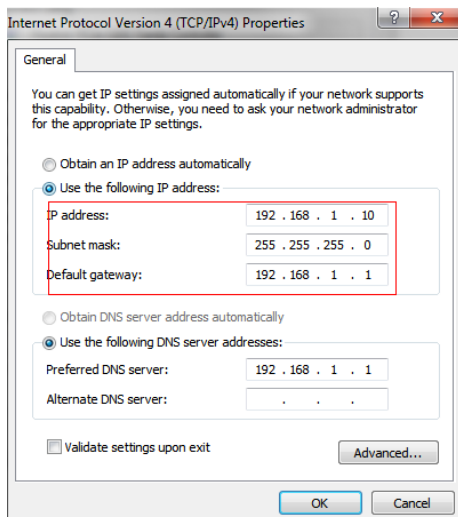 Internet Protocol Version 4 (TCP/IPv4) Properties
General
You can get IP settings assigned automatically if your network supports
this capability. Otherwise, you need to ask your network administrator
for the appropriate IP settings.
Obtain an IP address automatically
Use the following IP address:
IP address: 192 . 168 . 1 . 10
Subnet mask: 255 . 255 . 255 . 0
Default gateway: 192 . 168 . 1 . 1
Obtain DNS server address automatically
Use the following DNS server addresses:
Preferred DNS server: 192 . 168 . 1 . 1
Alternate DNS server: . . .
Validate settings upon exit
Advanced...
OK Cancel